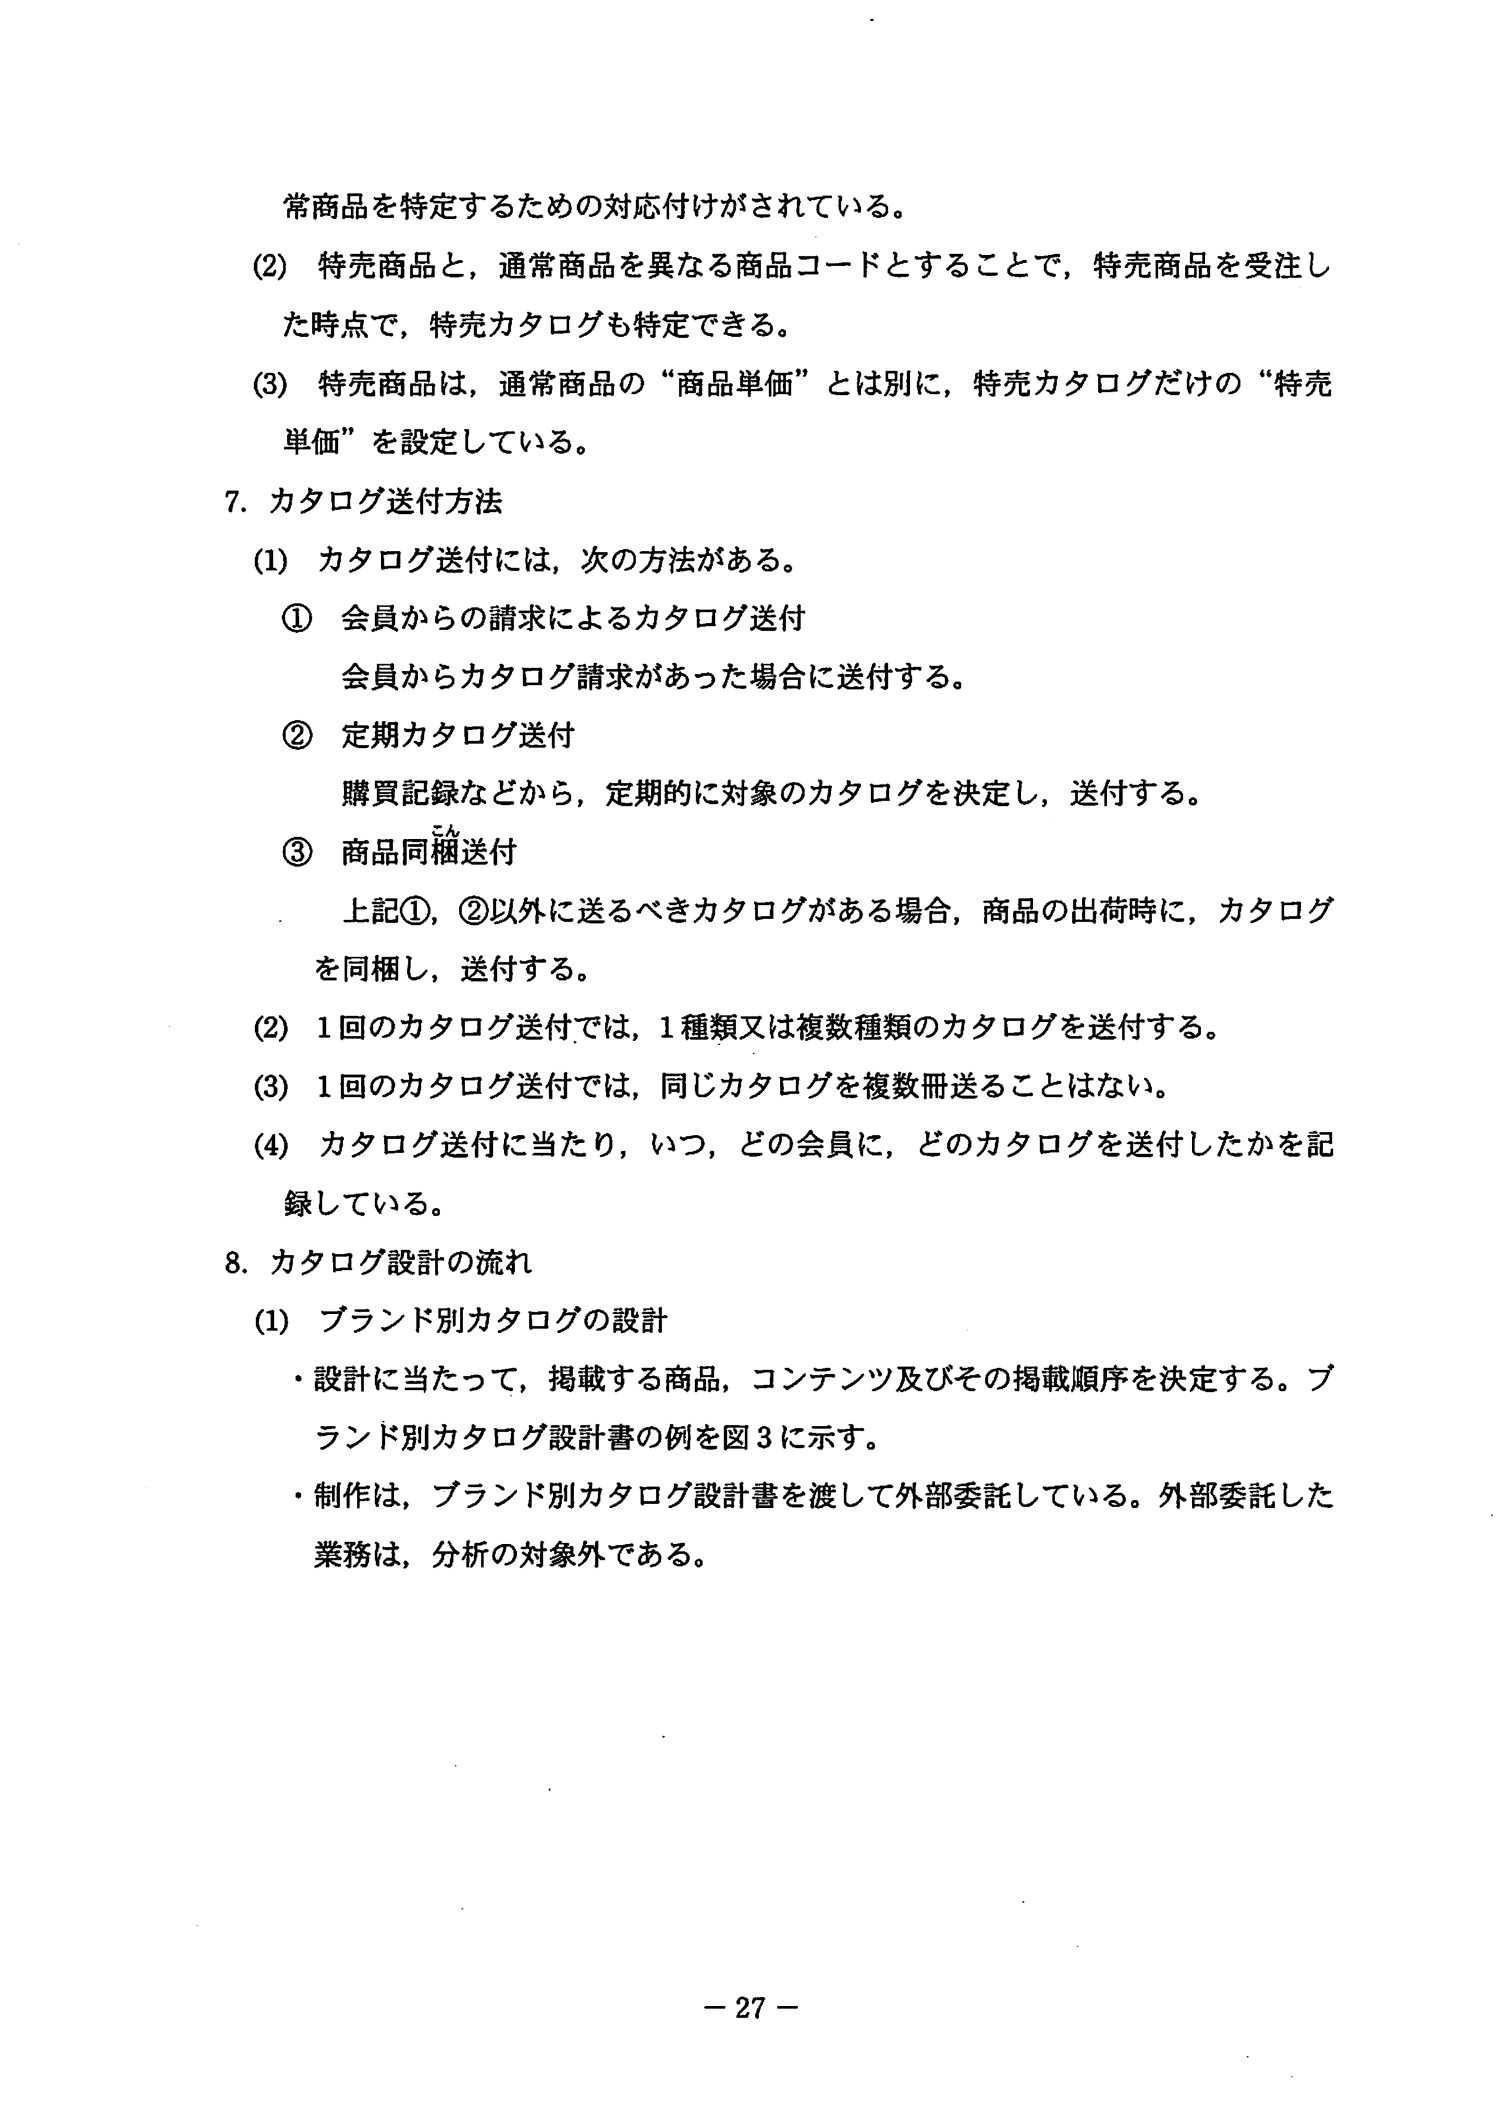 常商品を特定するための対応付けがされている。
(2) 特売商品と，通常商品を異なる商品コードとすることで，特売商品を受注し
た時点で，特売カタログも特定できる。
(3) 特売商品は，通常商品の“商品単価”とは別に，特売カタログだけの“特売
単価”を設定している。
7. カタログ送付方法
(1) カタログ送付には，次の方法がある。
① 会員からの請求によるカタログ送付
会員からカタログ請求があった場合に送付する。
② 定期カタログ送付
購買記録などから，定期的に対象のカタログを決定し，送付する。
こん
③ 商品同梱送付
上記①，②以外に送るべきカタログがある場合，商品の出荷時に，カタログ
を同梱し，送付する。
(2) 1回のカタログ送付では，1種類又は複数種類のカタログを送付する。
(3) 1回のカタログ送付では，同じカタログを複数冊送ることはない。
(4) カタログ送付に当たり，いつ，どの会員に，どのカタログを送付したかを記
録している。
8. カタログ設計の流れ
(1) ブランド別カタログの設計
・設計に当たって，掲載する商品，コンテンツ及びその掲載順序を決定する。ブ
ランド別カタログ設計書の例を図3に示す。
・制作は，ブランド別カタログ設計書を渡して外部委託している。外部委託した
業務は，分析の対象外である。
－ 27 －